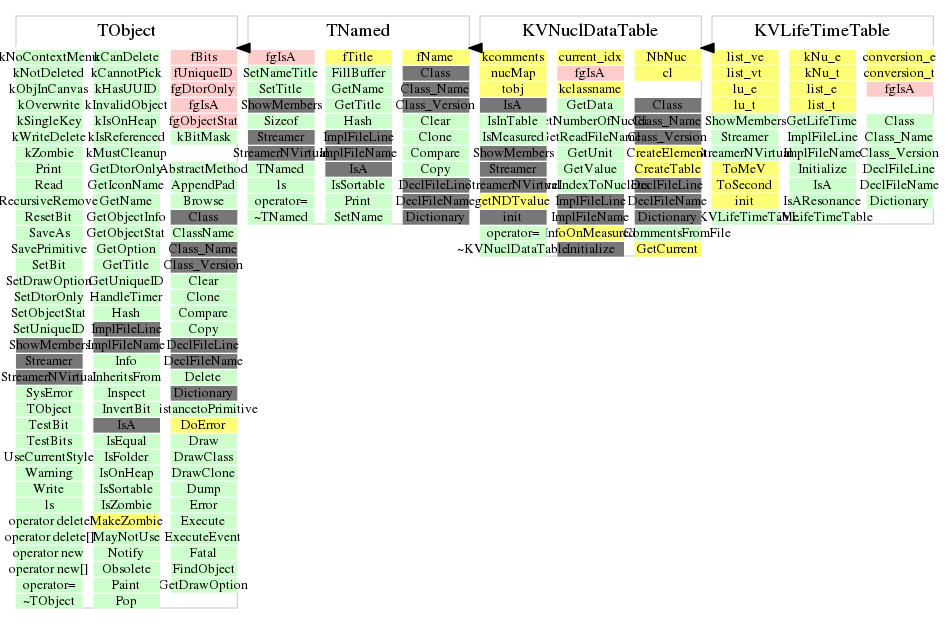 TObject
kNoContextMenu kCanDelete fBits
kNotDeleted kCannotPick fUniqueID
kObjInCanvas kHasUUID fgDtorOnly
kOverwrite kInvalidObject fgIsA
kSingleKey kIsOnHeap fgObjectStat
kWriteDelete kIsReferenced kBitMask
kZombie kMustCleanup
Print GetDtorOnly AbstractMethod
Read GetIconName AppendPad
RecursiveRemove GetName Browse
ResetBit GetObjectInfo Class
SaveAs GetObjectStat ClassName
SavePrimitive GetOption Class_Name
SetBit GetTitle Class_Version
SetDrawOption GetUniqueID Clear
SetDtorOnly HandleTimer Clone
SetObjectStat Hash Compare
SetUniqueID ImplFileLine Copy
ShowMembers ImplFileName DeclFileLine
Streamer Info DeclFileName
StreamerNVirtual InheritsFrom Delete
SysError Inspect Dictionary
TObject InvertBit DistancetoPrimitive
TestBit IsA DoError
TestBits IsEqual Draw
UseCurrentStyle IsFolder DrawClass
Warning IsOnHeap DrawClone
Write IsSortable Dump
ls IsZombie Error
operator delete MakeZombie Execute
operator delete[] MayNotUse ExecuteEvent
operator new Notify Fatal
operator new[] Obsolete FindObject
operator= Paint GetDrawOption
~TObject Pop
TNamed
fgIsA fTitle fName
SetNameTitle FillBuffer Class
SetTitle GetName Class_Name
ShowMembers GetTitle Class_Version
Sizeof Hash Clear
Streamer ImplFileLine Clone
StreamerNVirtual ImplFileName Compare
TNamed IsA Copy
ls IsSortable DeclFileLine
operator= Print DeclFileName
~TNamed SetName Dictionary
KVNuclDataTable
kcomments current_idx NbNuc
nucMap fgIsA cl
tobj kclassname
IsA GetData Class
IsInTable GetNumberOfNuclei Class_Name
IsMeasured GetReadFileName Class_Version
ShowMembers GetUnit CreateElement
Streamer GetValue CreateTable
StreamerNVirtual IndexToNucleus DeclFileLine
getNDTvalue ImplFileLine DeclFileName
init ImplFileName Dictionary
operator= InfoOnMeasured CommentsFromFile
~KVNuclDataTable Initialize GetCurrent
KVLifeTimeTable
list_ve kNu_e conversion_e
list_vt kNu_t conversion_t
lu_e list_e fgIsA
lu_t list_t
ShowMembers GetLifeTime Class
Streamer ImplFileLine Class_Name
StreamerNVirtual ImplFileName Class_Version
ToMeV Initialize DeclFileLine
ToSecond IsA DeclFileName
init IsAResonance Dictionary
KVLifeTimeTable ~KVLifeTimeTable